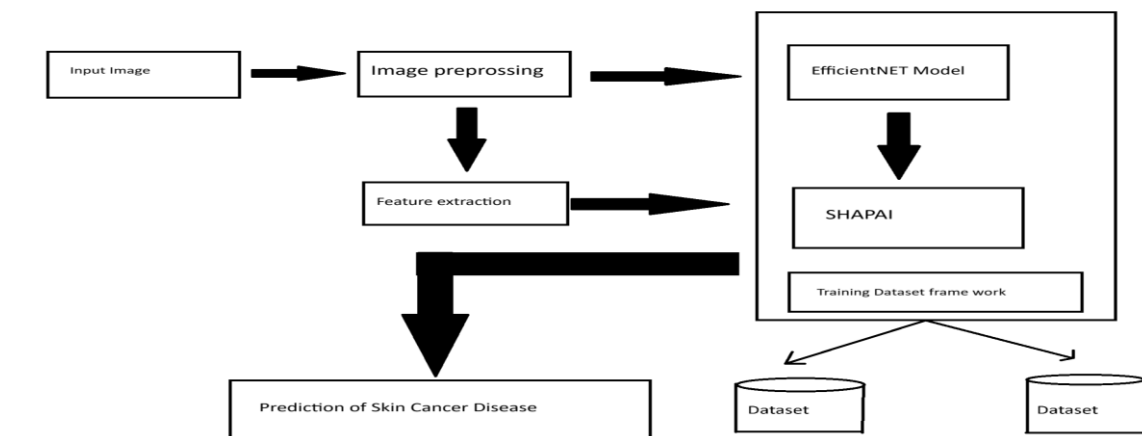 Input Image
Image preprossing
EfficientNET Model
Feature extraction
SHAPAI
Training Dataset frame work
Prediction of Skin Cancer Disease
Dataset
Dataset